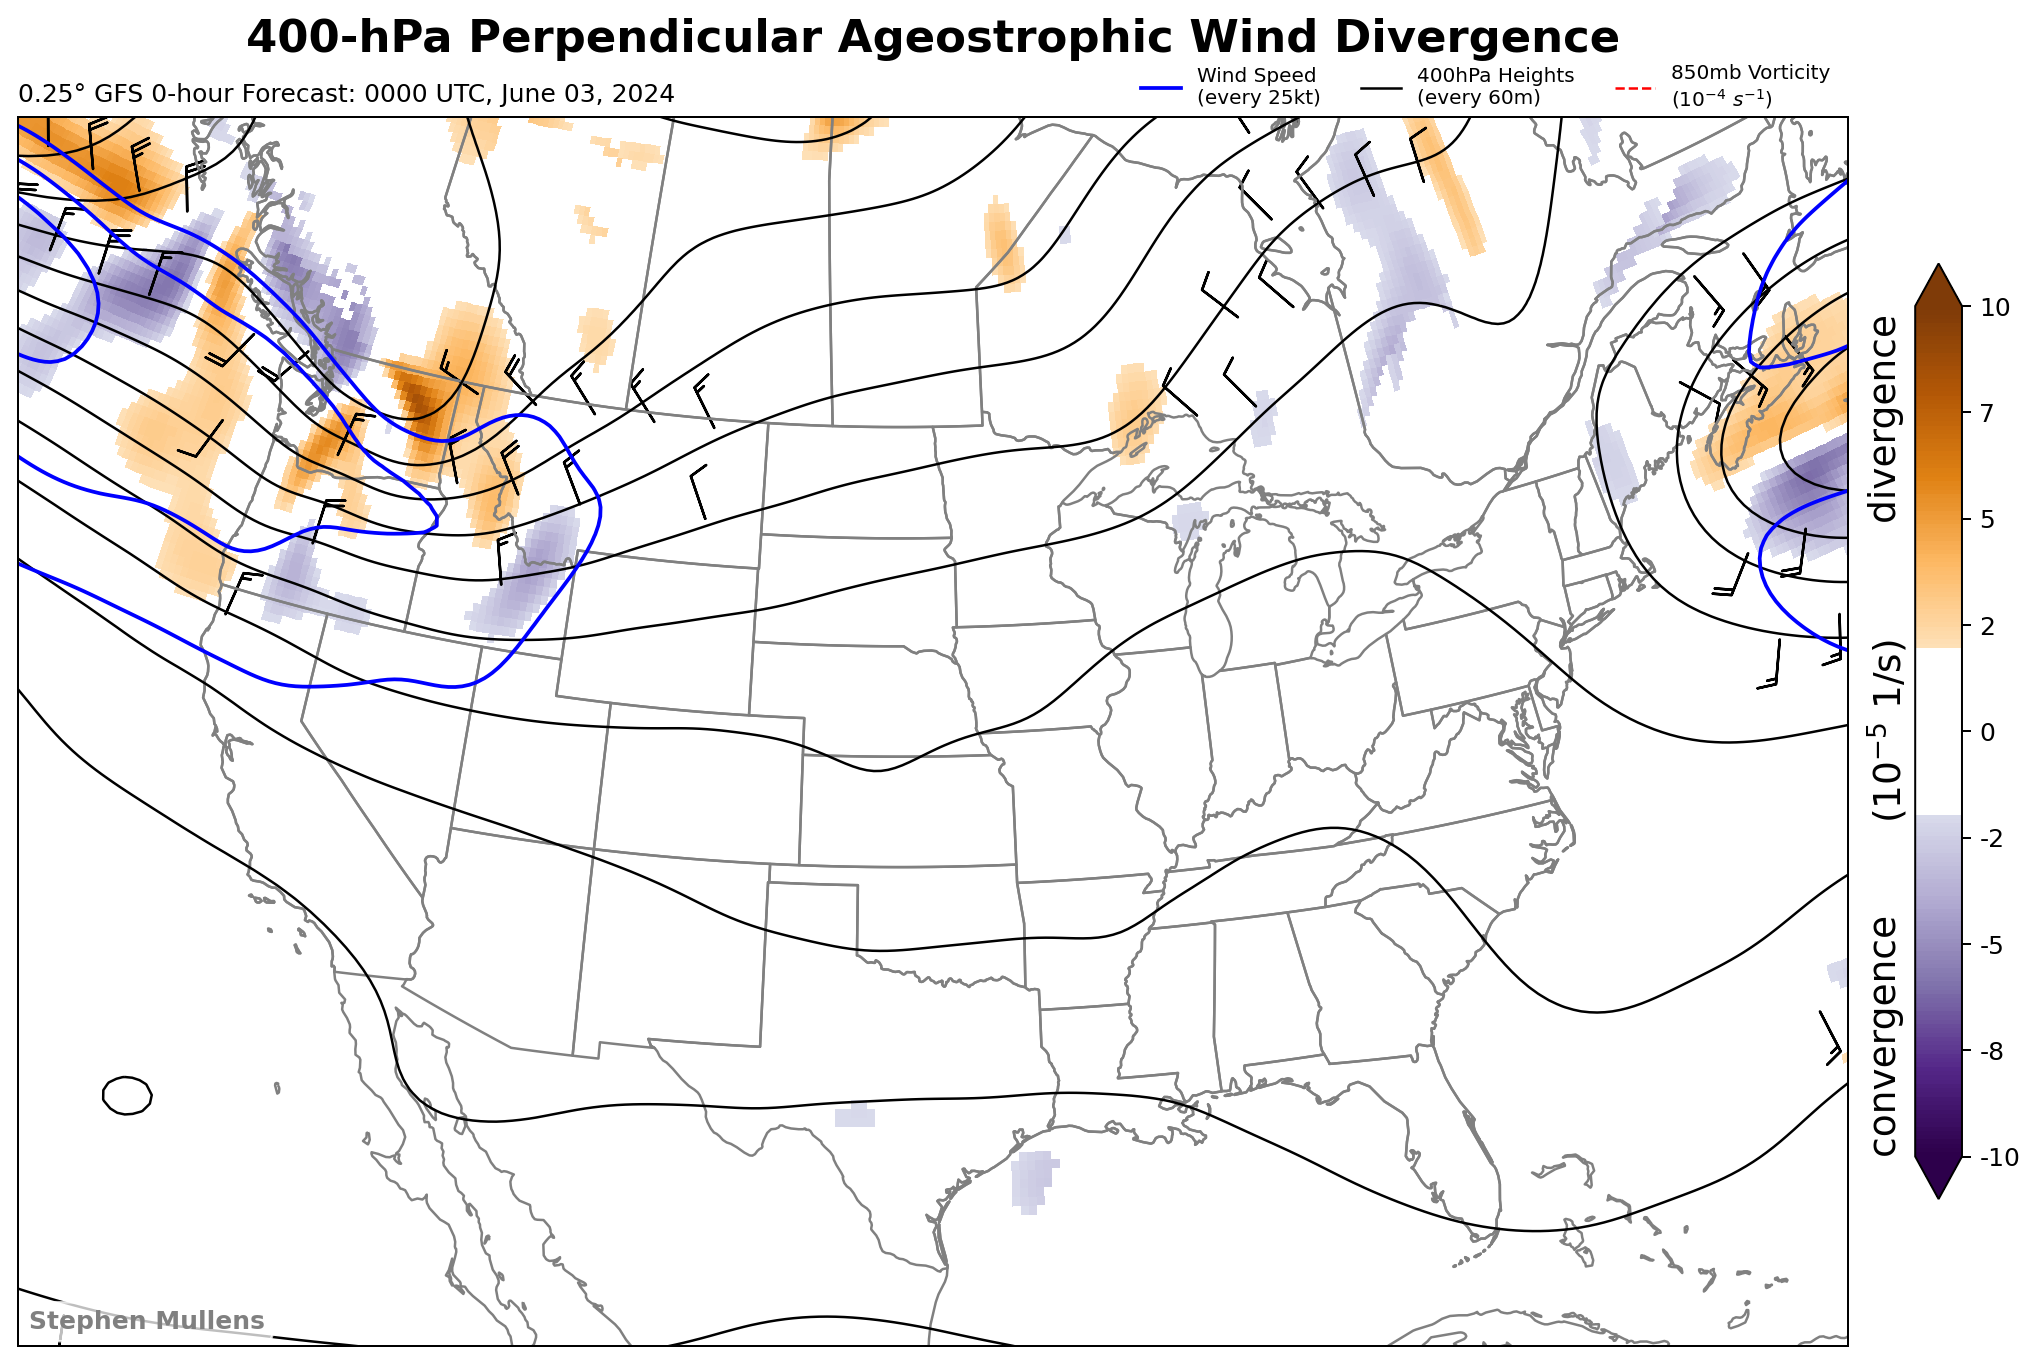 400-hPa Perpendicular Ageostrophic Wind Divergence
0.25° GFS 0-hour Forecast: 0000 UTC, June 03, 2024
Wind Speed
(every 25kt)
400hPa Heights
(every 60m)
850mb Vorticity
(10⁻⁴ s⁻¹)
10
7
5
2
0
-2
-5
-8
-10
convergence (10⁻⁵ 1/s) divergence
Stephen Mullens